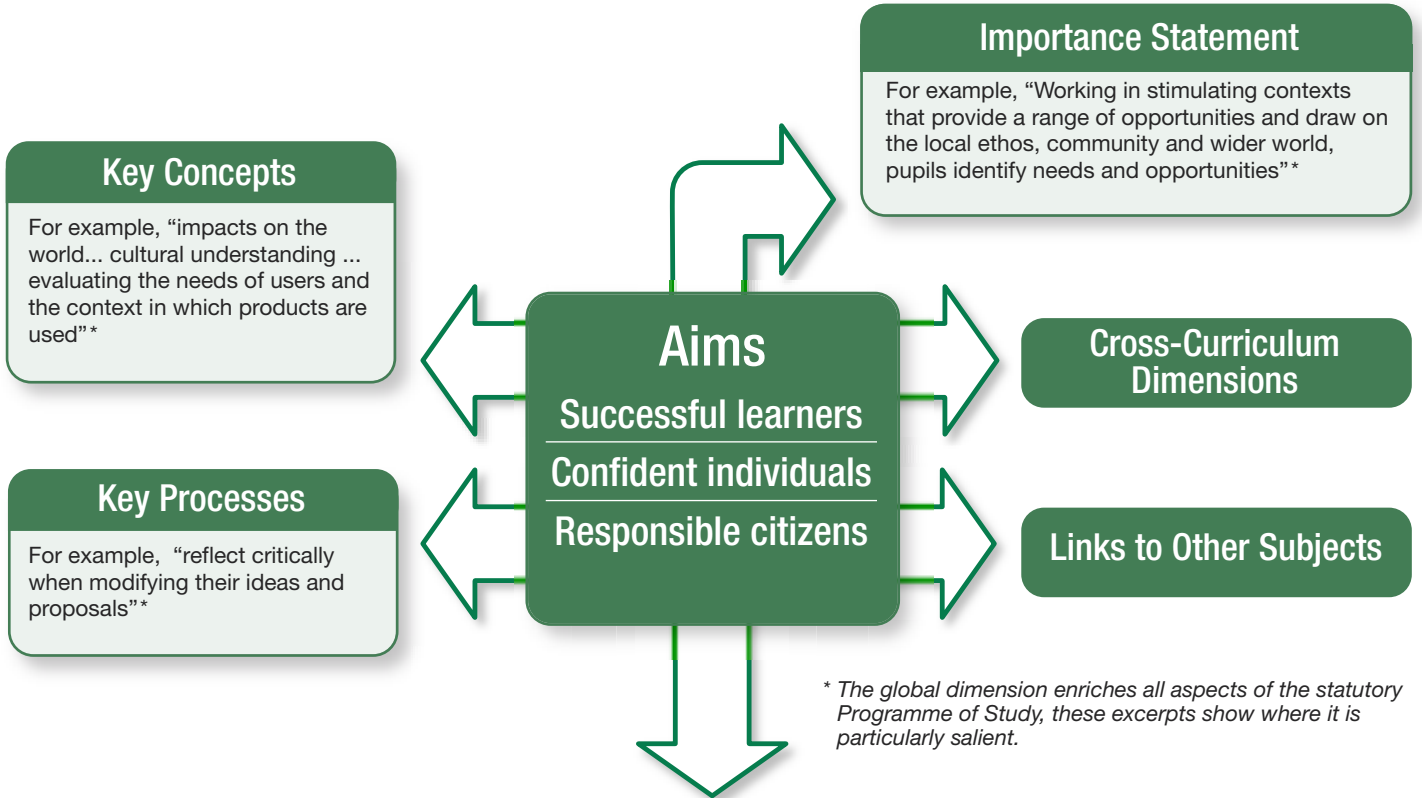 Importance Statement
For example, “Working in stimulating contexts
that provide a range of opportunities and draw on
the local ethos, community and wider world,
pupils identify needs and opportunities”*
Key Concepts
For example, “impacts on the
world... cultural understanding ...
evaluating the needs of users and
the context in which products are
used”*
Key Processes
For example, “reflect critically
when modifying their ideas and
proposals”*
Aims
Successful learners
Confident individuals
Responsible citizens
Cross-Curriculum
Dimensions
Links to Other Subjects
* The global dimension enriches all aspects of the statutory
Programme of Study, these excerpts show where it is
particularly salient.